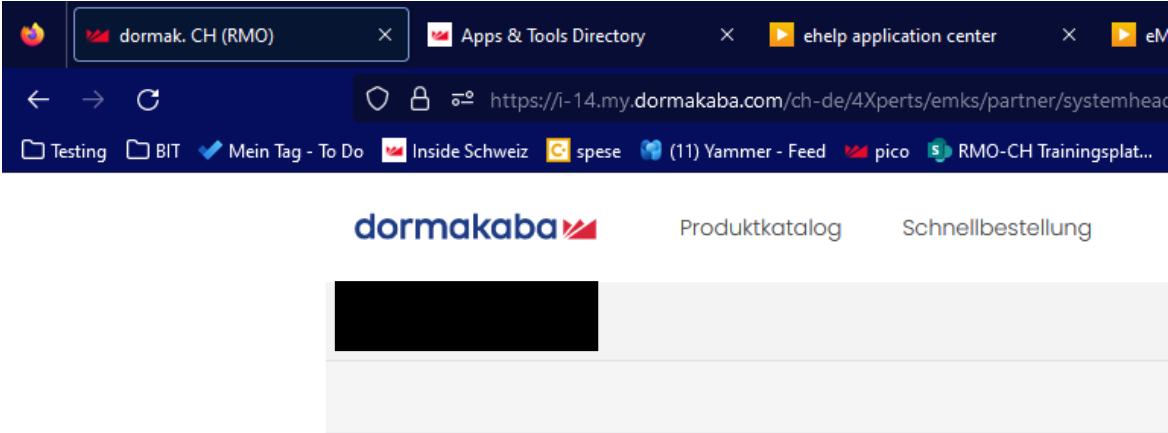 dormak. CH (RMO) Apps & Tools Directory ehelp application center eM
https://i-14.my.dormakaba.com/ch-de/4Xperts/emks/partner/systemhead
Testing BIT Mein Tag - To Do Inside Schweiz spese (11) Yammer - Feed pico RMO-CH Trainingsplat...
dormakaba Produktkatalog Schnellbestellung